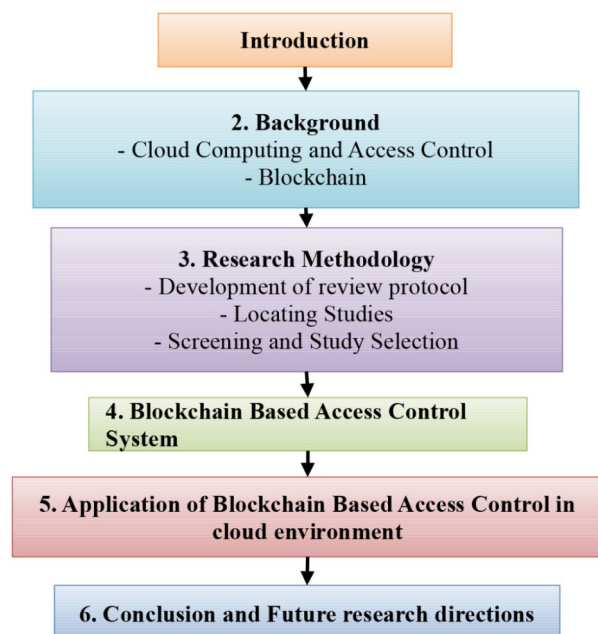 Introduction
2. Background
- Cloud Computing and Access Control
- Blockchain
3. Research Methodology
- Development of review protocol
- Locating Studies
- Screening and Study Selection
4. Blockchain Based Access Control
System
5. Application of Blockchain Based Access Control in
cloud environment
6. Conclusion and Future research directions